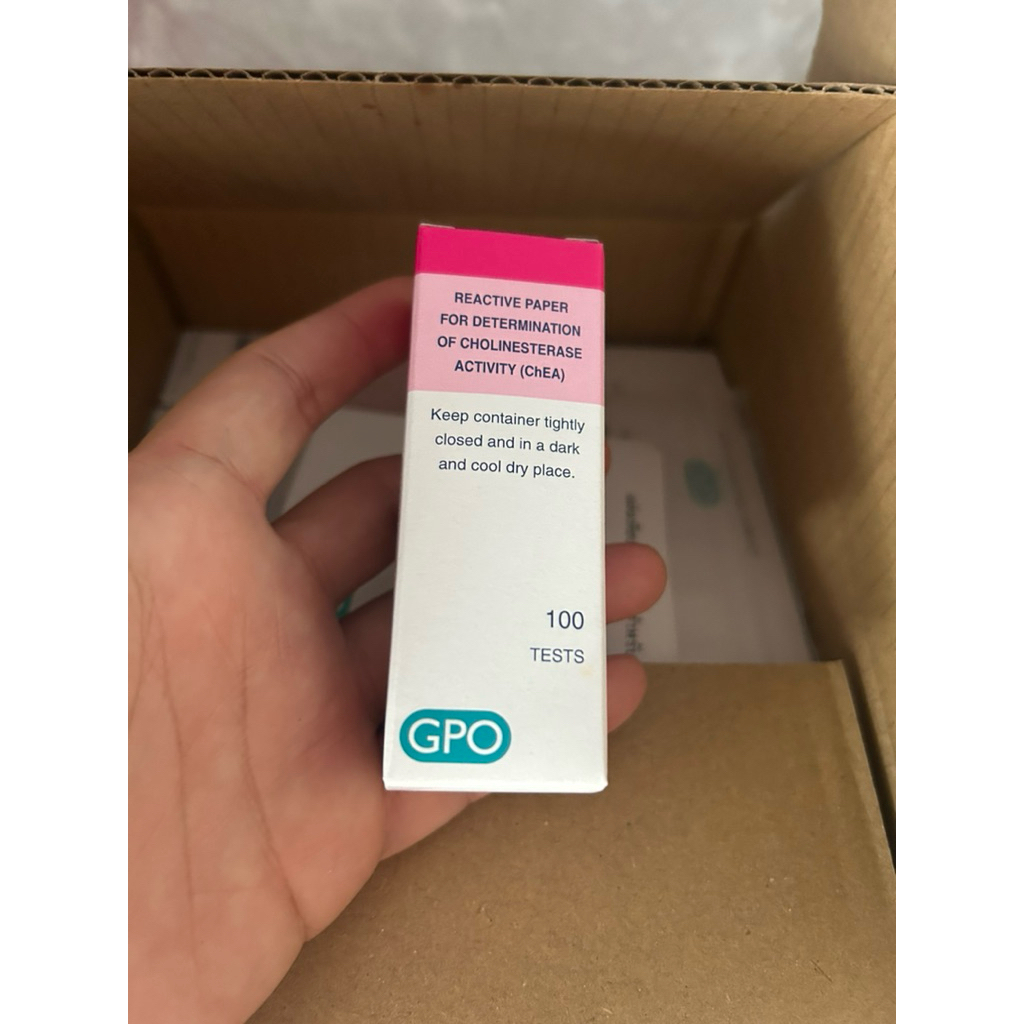 REACTIVE PAPER
FOR DETERMINATION
OF CHOLINESTERASE
ACTIVITY (ChEA)
Keep container tightly
closed and in a dark
and cool dry place.
100
TESTS
GPO